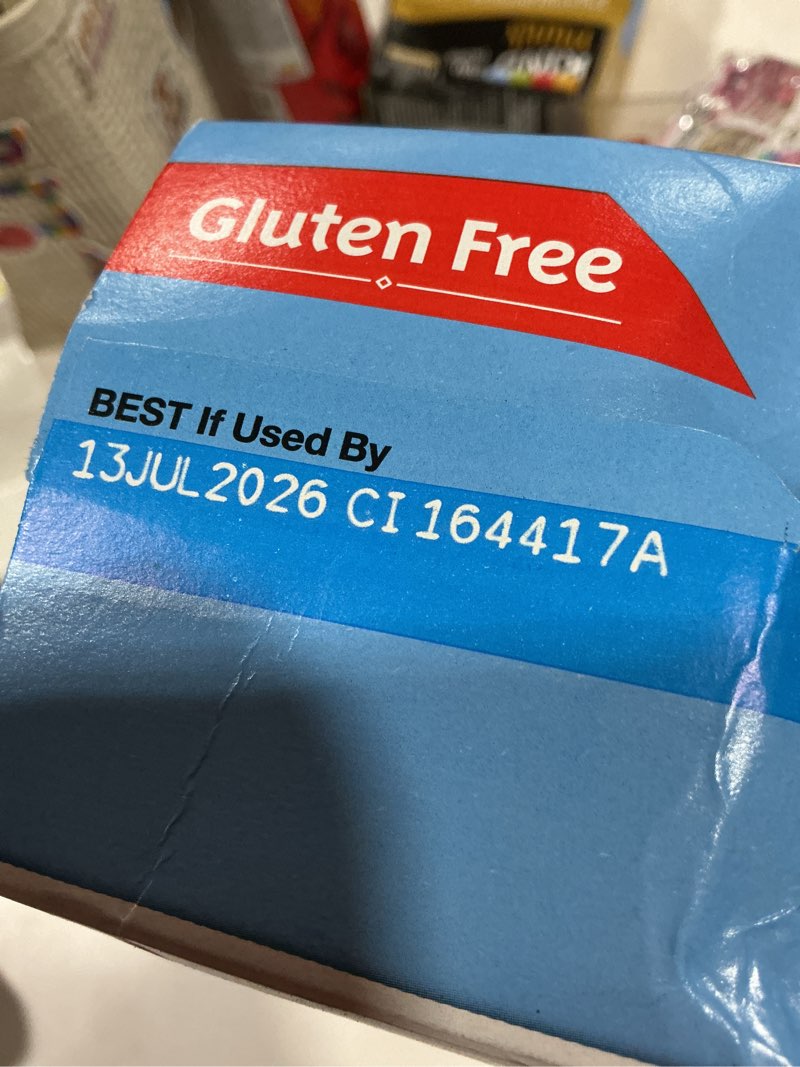 Gluten Free
BEST If Used By
13JUL2026 CI 164417A